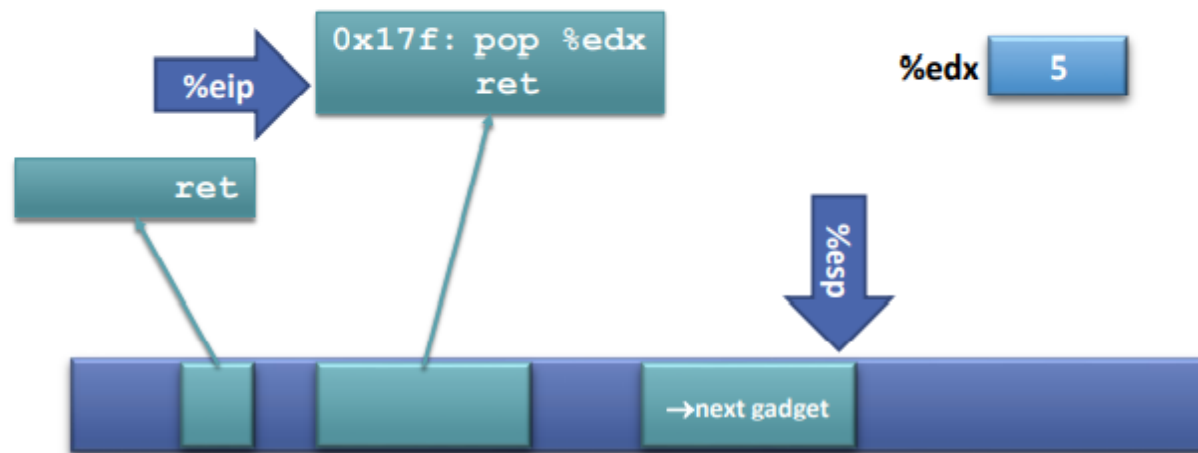 0x17f: pop %edx
ret
%eip
%edx
5
ret
%esp
→next gadget